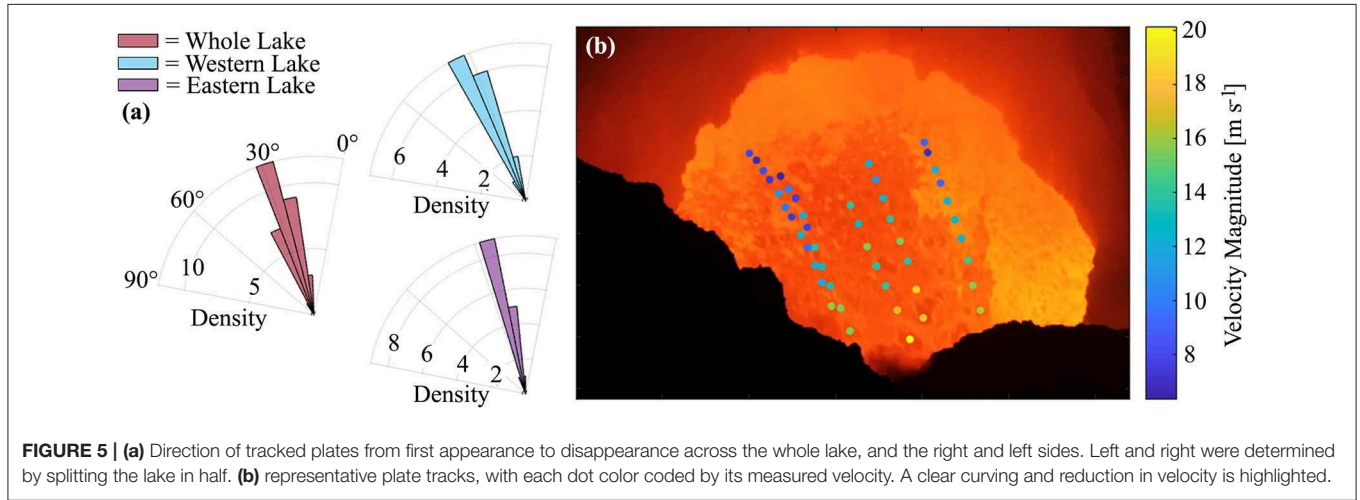 = Whole Lake
= Western Lake
= Eastern Lake
(a)
0°
30°
60°
90°
10
5
Density
6
4
2
Density
8
6
4
2
Density
(b)
20
18
16
14
12
10
8
Velocity Magnitude [m s⁻¹]
FIGURE 5 | (a) Direction of tracked plates from first appearance to disappearance across the whole lake, and the right and left sides. Left and right were determined
by splitting the lake in half. (b) representative plate tracks, with each dot color coded by its measured velocity. A clear curving and reduction in velocity is highlighted.